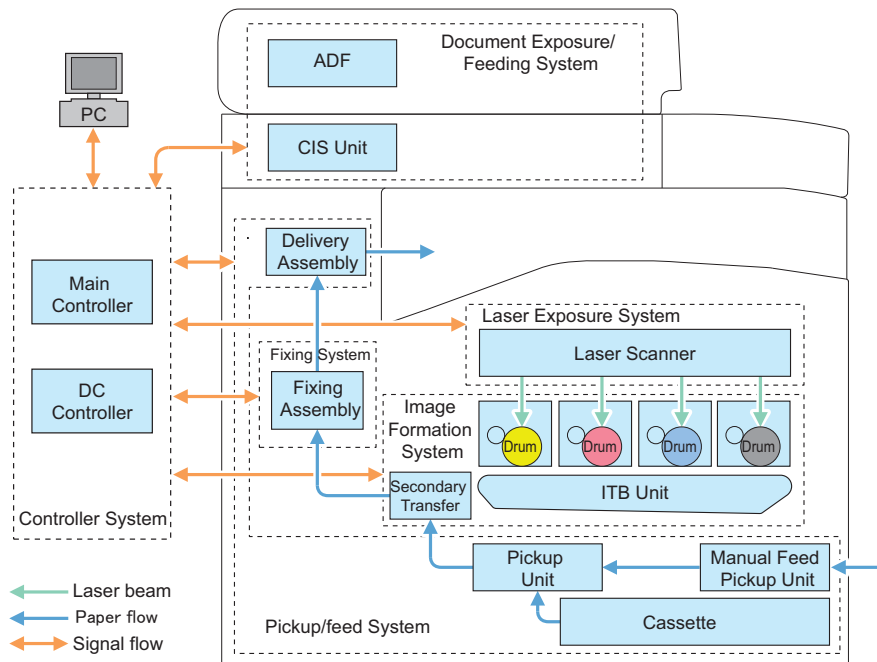 ADF
Document Exposure/
Feeding System
PC
CIS Unit
Delivery
Assembly
Main
Controller
Laser Exposure System
Laser Scanner
Fixing System
DC
Controller
Fixing
Assembly
Image
Formation
System
Drum
Drum
Drum
Drum
Secondary
Transfer
ITB Unit
Controller System
Pickup
Unit
Manual Feed
Pickup Unit
Laser beam
Paper flow
Signal flow
Pickup/feed System
Cassette